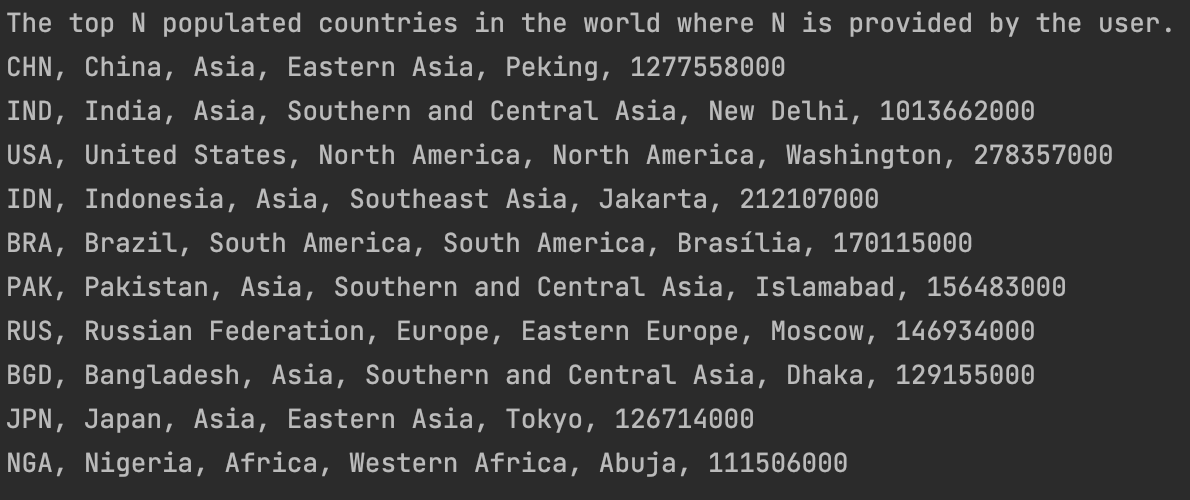 The top N populated countries in the world where N is provided by the user.
CHN, China, Asia, Eastern Asia, Peking, 1277558000
IND, India, Asia, Southern and Central Asia, New Delhi, 1013662000
USA, United States, North America, North America, Washington, 278357000
IDN, Indonesia, Asia, Southeast Asia, Jakarta, 212107000
BRA, Brazil, South America, South America, Brasília, 170115000
PAK, Pakistan, Asia, Southern and Central Asia, Islamabad, 156483000
RUS, Russian Federation, Europe, Eastern Europe, Moscow, 146934000
BGD, Bangladesh, Asia, Southern and Central Asia, Dhaka, 129155000
JPN, Japan, Asia, Eastern Asia, Tokyo, 126714000
NGA, Nigeria, Africa, Western Africa, Abuja, 111506000